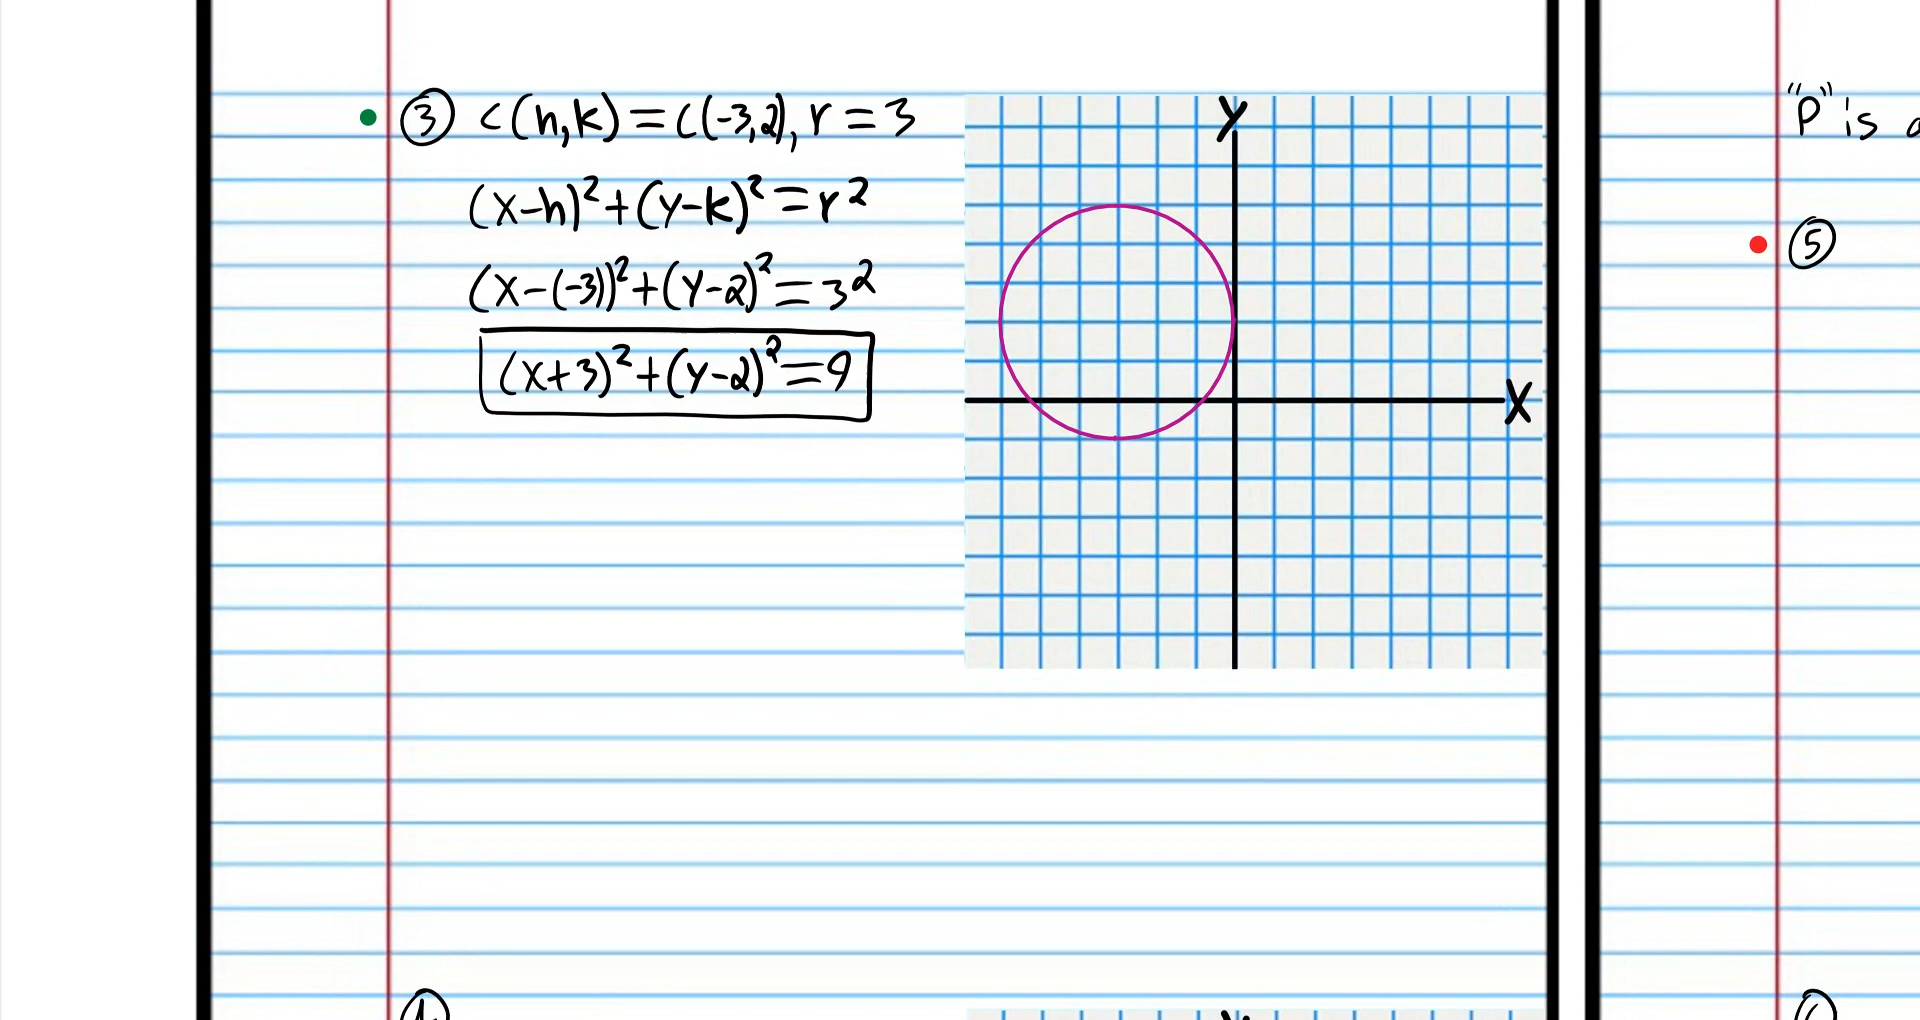 ③ C(h,k)=C(-3,2), r=3
(x-h)²+(y-k)²=r²
(x-(-3))²+(y-2)²=3²
(x+3)²+(y-2)²=9
Y
X
"P" is
⑤